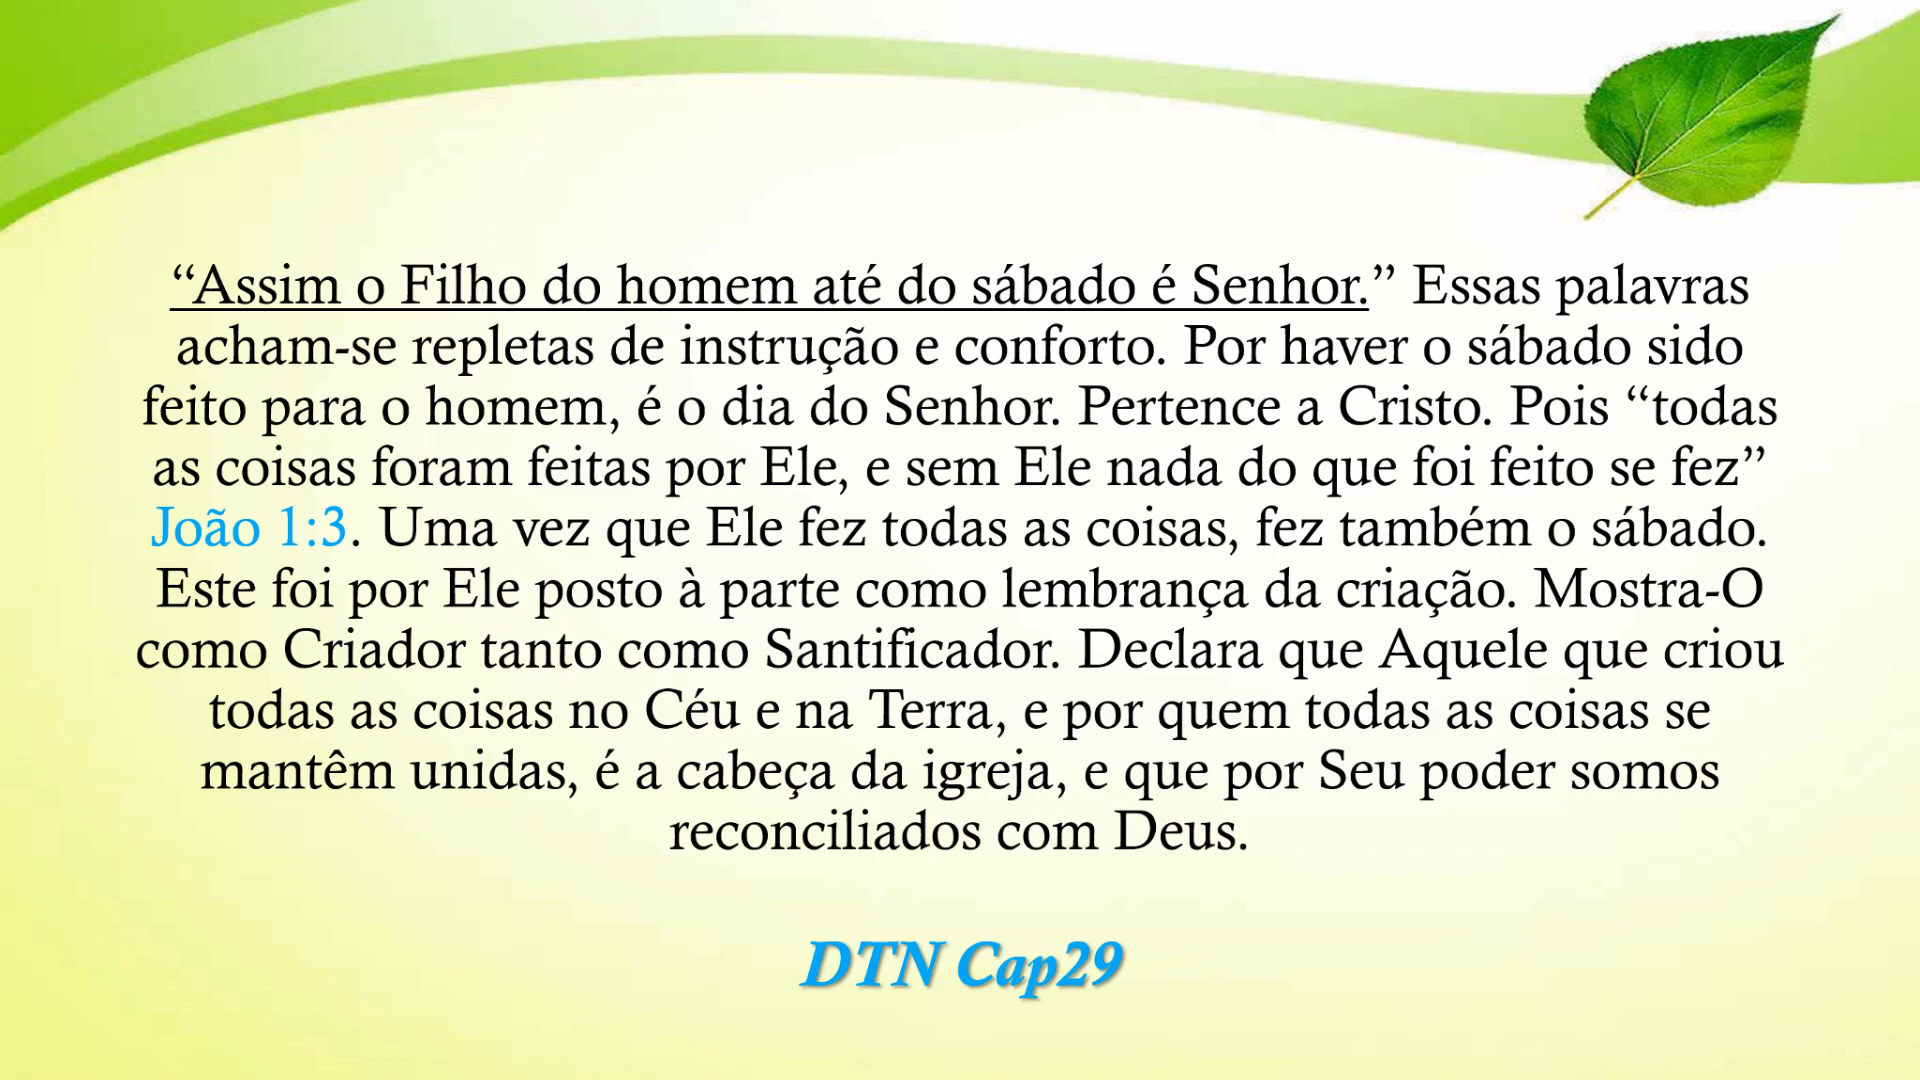 “Assim o Filho do homem até do sábado é Senhor.” Essas palavras
acham-se repletas de instrução e conforto. Por haver o sábado sido
feito para o homem, é o dia do Senhor. Pertence a Cristo. Pois “todas
as coisas foram feitas por Ele, e sem Ele nada do que foi feito se fez”
João 1:3. Uma vez que Ele fez todas as coisas, fez também o sábado.
Este foi por Ele posto à parte como lembrança da criação. Mostra-O
como Criador tanto como Santificador. Declara que Aquele que criou
todas as coisas no Céu e na Terra, e por quem todas as coisas se
mantêm unidas, é a cabeça da igreja, e que por Seu poder somos
reconciliados com Deus.
DTN Cap29